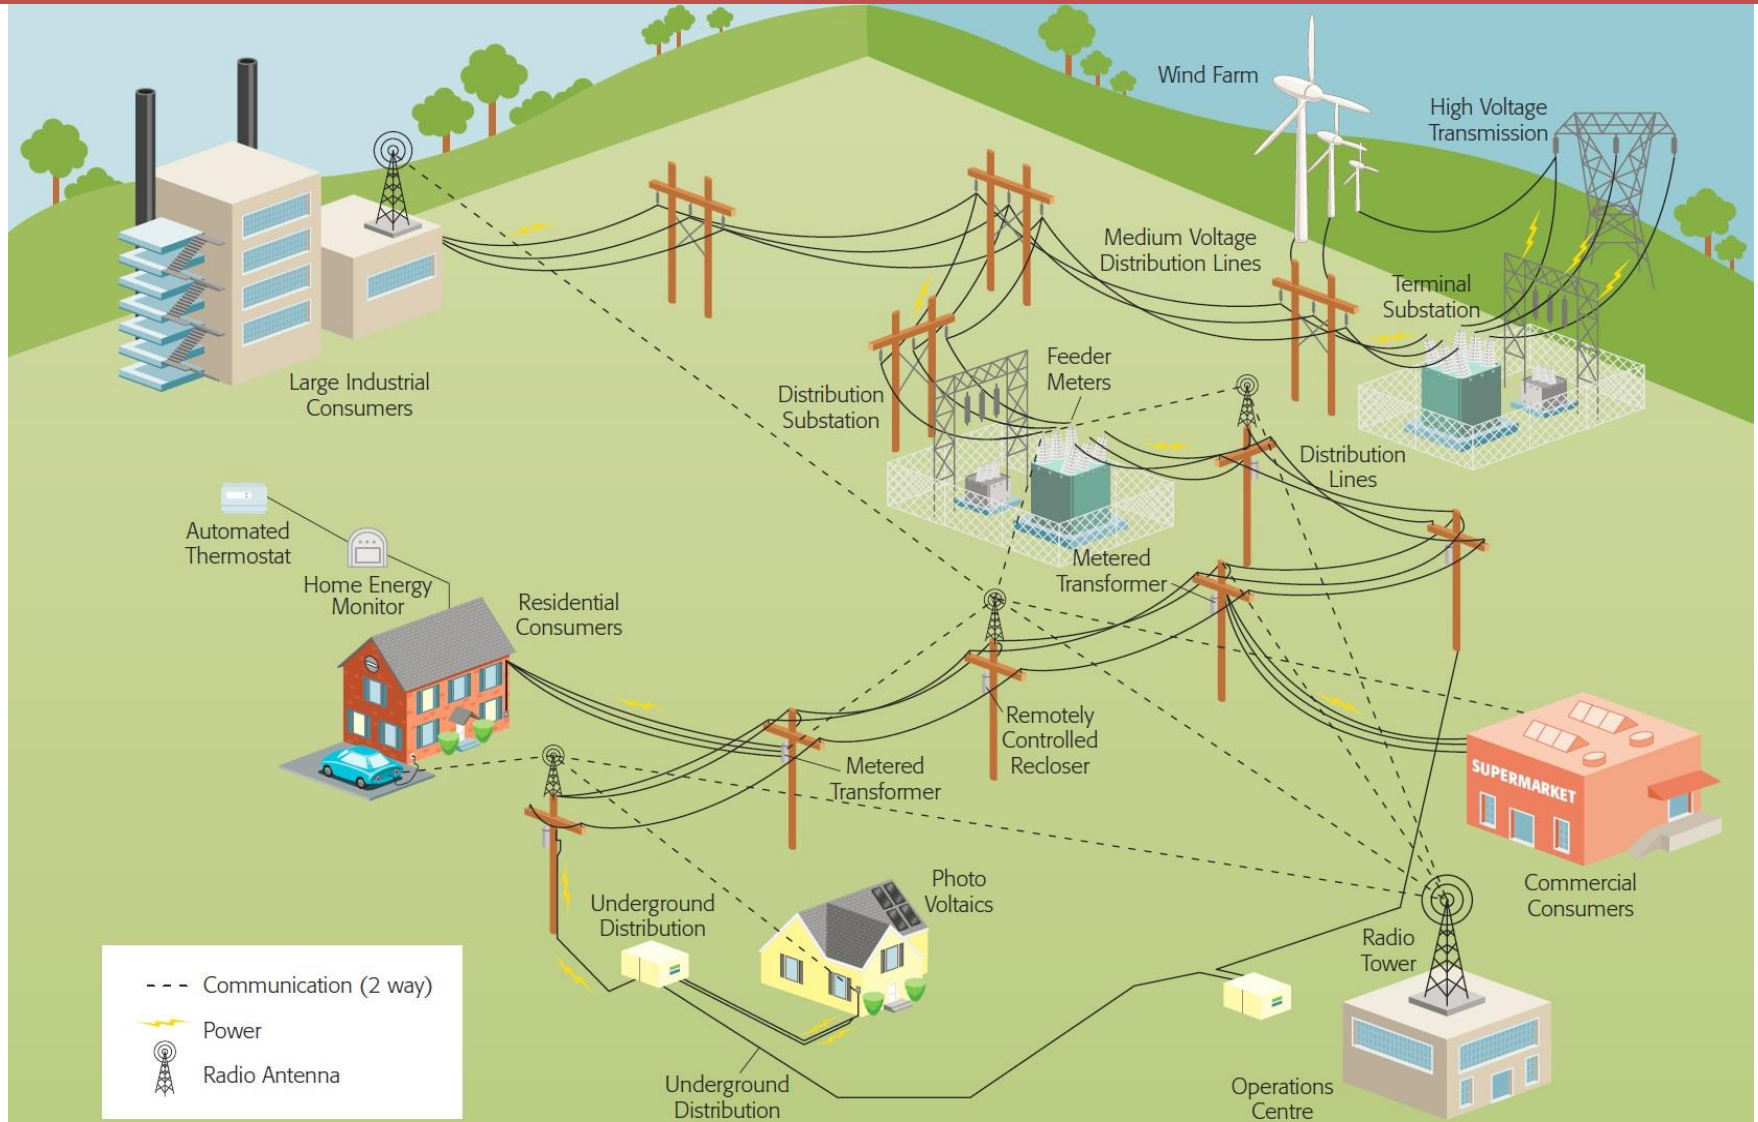 Wind Farm
High Voltage
Transmission
Medium Voltage
Distribution Lines
Terminal
Substation
Large Industrial
Consumers
Feeder
Meters
Distribution
Substation
Distribution
Lines
Automated
Thermostat
Home Energy
Monitor
Residential
Consumers
Metered
Transformer
Remotely
Controlled
Recloser
Metered
Transformer
SUPERMARKET
Commercial
Consumers
Photo
Voltaics
Underground
Distribution
Radio
Tower
Communication (2 way)
Power
Radio Antenna
Underground
Distribution
Operations
Centre